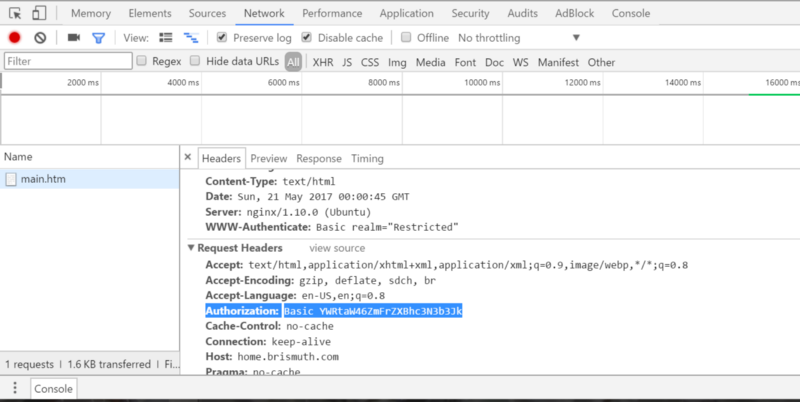 Memory Elements Sources Network Performance Application Security Audits AdBlock Console
View: Preserve log Disable cache Offline No throttling
Filter Regex Hide data URLs All XHR JS CSS Img Media Font Doc WS Manifest Other
2000 ms 4000 ms 6000 ms 8000 ms 10000 ms 12000 ms 14000 ms 16000 ms
Name × Headers Preview Response Timing
main.htm
Content-Type: text/html
Date: Sun, 21 May 2017 00:00:45 GMT
Server: nginx/1.10.0 (Ubuntu)
WWW-Authenticate: Basic realm="Restricted"
▼ Request Headers view source
Accept: text/html,application/xhtml+xml,application/xml;q=0.9,image/webp,*/*;q=0.8
Accept-Encoding: gzip, deflate, sdch, br
Accept-Language: en-US,en;q=0.8
Authorization: Basic YWRtaW46ZmFrZXBhc3N3b3Jk
Cache-Control: no-cache
Connection: keep-alive
Host: home.brismuth.com
Pragma: no-cache
1 requests | 1.6 KB transferred | Fi...
Console